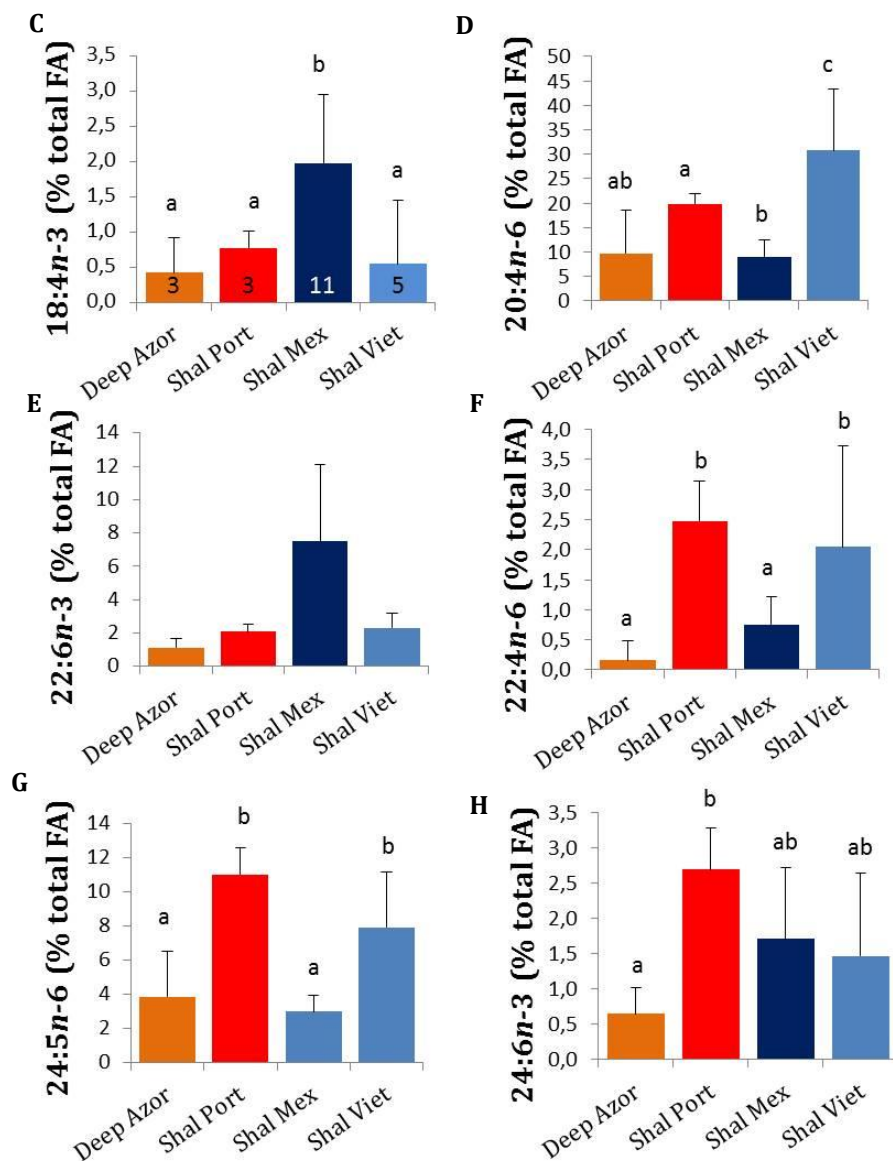 C
18:4n-3 (% total FA)
3,5
3,0
2,5
2,0
1,5
1,0
0,5
0,0
a
a
b
a
3
3
11
5
Deep Azor
Shal Port
Shal Mex
Shal Viet
D
20:4n-6 (% total FA)
50
45
40
35
30
25
20
15
10
5
0
ab
a
b
c
Deep Azor
Shal Port
Shal Mex
Shal Viet
E
22:6n-3 (% total FA)
14
12
10
8
6
4
2
0
Deep Azor
Shal Port
Shal Mex
Shal Viet
F
22:4n-6 (% total FA)
4,0
3,5
3,0
2,5
2,0
1,5
1,0
0,5
0,0
a
b
a
b
Deep Azor
Shal Port
Shal Mex
Shal Viet
G
24:5n-6 (% total FA)
14
12
10
8
6
4
2
0
a
b
a
b
Deep Azor
Shal Port
Shal Mex
Shal Viet
H
24:6n-3 (% total FA)
3,5
3,0
2,5
2,0
1,5
1,0
0,5
0,0
a
b
ab
ab
Deep Azor
Shal Port
Shal Mex
Shal Viet